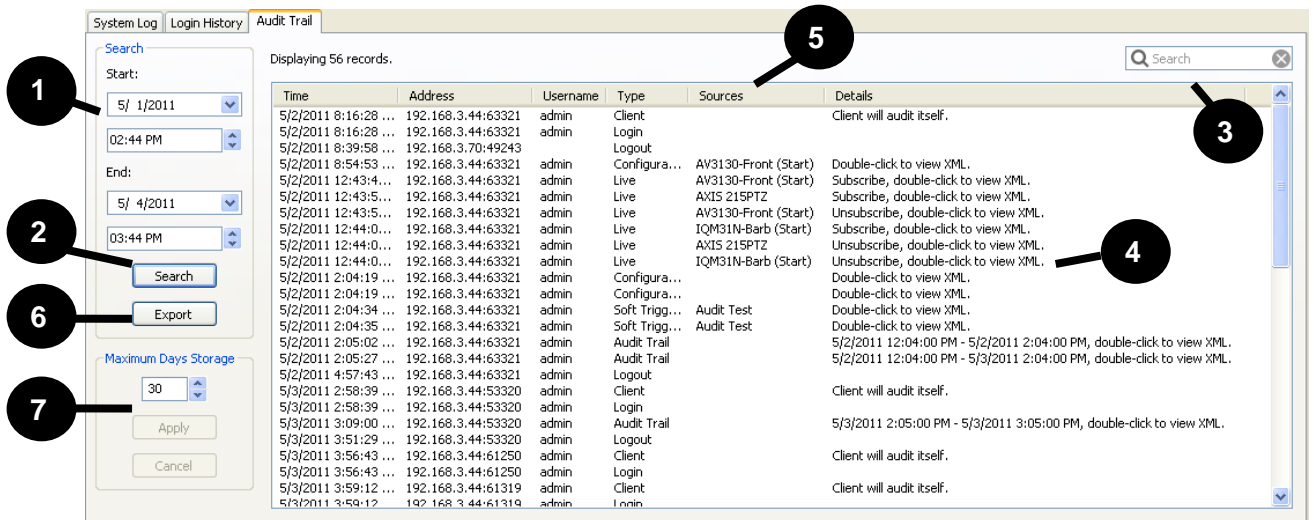 System Log Login History Audit Trail
Search
Start:
5/ 1/2011
02:44 PM
End:
5/ 4/2011
03:44 PM
Search
Export
Maximum Days Storage
30
Apply
Cancel
1
2
6
7
Displaying 56 records.
5
Search
3
4
Time Address Username Type Sources Details
5/2/2011 8:16:28 ... 192.168.3.44:63321 admin Client Client will audit itself.
5/2/2011 8:16:28 ... 192.168.3.44:63321 admin Login
5/2/2011 8:39:58 ... 192.168.3.70:49243 Logout
5/2/2011 8:54:53 ... 192.168.3.44:63321 admin Configura... AV3130-Front (Start) Double-click to view XML.
5/2/2011 12:43:4... 192.168.3.44:63321 admin Live AV3130-Front (Start) Subscribe, double-click to view XML.
5/2/2011 12:43:5... 192.168.3.44:63321 admin Live AXIS 215PTZ Subscribe, double-click to view XML.
5/2/2011 12:43:5... 192.168.3.44:63321 admin Live AV3130-Front (Start) Unsubscribe, double-click to view XML.
5/2/2011 12:44:0... 192.168.3.44:63321 admin Live IQM31N-Barb (Start) Subscribe, double-click to view XML.
5/2/2011 12:44:0... 192.168.3.44:63321 admin Live AXIS 215PTZ Unsubscribe, double-click to view XML.
5/2/2011 12:44:0... 192.168.3.44:63321 admin Live IQM31N-Barb (Start) Unsubscribe, double-click to view XML.
5/2/2011 2:04:19 ... 192.168.3.44:63321 admin Configura... Double-click to view XML.
5/2/2011 2:04:19 ... 192.168.3.44:63321 admin Configura... Double-click to view XML.
5/2/2011 2:04:34 ... 192.168.3.44:63321 admin Soft Trigg... Audit Test Double-click to view XML.
5/2/2011 2:04:35 ... 192.168.3.44:63321 admin Soft Trigg... Audit Test Double-click to view XML.
5/2/2011 2:05:02 ... 192.168.3.44:63321 admin Audit Trail 5/2/2011 12:04:00 PM - 5/2/2011 2:04:00 PM, double-click to view XML.
5/2/2011 2:05:27 ... 192.168.3.44:63321 admin Audit Trail 5/2/2011 12:04:00 PM - 5/3/2011 2:04:00 PM, double-click to view XML.
5/2/2011 4:57:43 ... 192.168.3.44:63321 admin Logout
5/3/2011 2:58:39 ... 192.168.3.44:53320 admin Client Client will audit itself.
5/3/2011 2:58:39 ... 192.168.3.44:53320 admin Login
5/3/2011 3:09:00 ... 192.168.3.44:53320 admin Audit Trail 5/3/2011 2:05:00 PM - 5/3/2011 3:05:00 PM, double-click to view XML.
5/3/2011 3:51:29 ... 192.168.3.44:53320 admin Logout
5/3/2011 3:56:43 ... 192.168.3.44:61250 admin Client Client will audit itself.
5/3/2011 3:56:43 ... 192.168.3.44:61250 admin Login
5/3/2011 3:59:12 ... 192.168.3.44:61319 admin Client Client will audit itself.
5/3/2011 3:59:12 ... 192.168.3.44:61319 admin Login